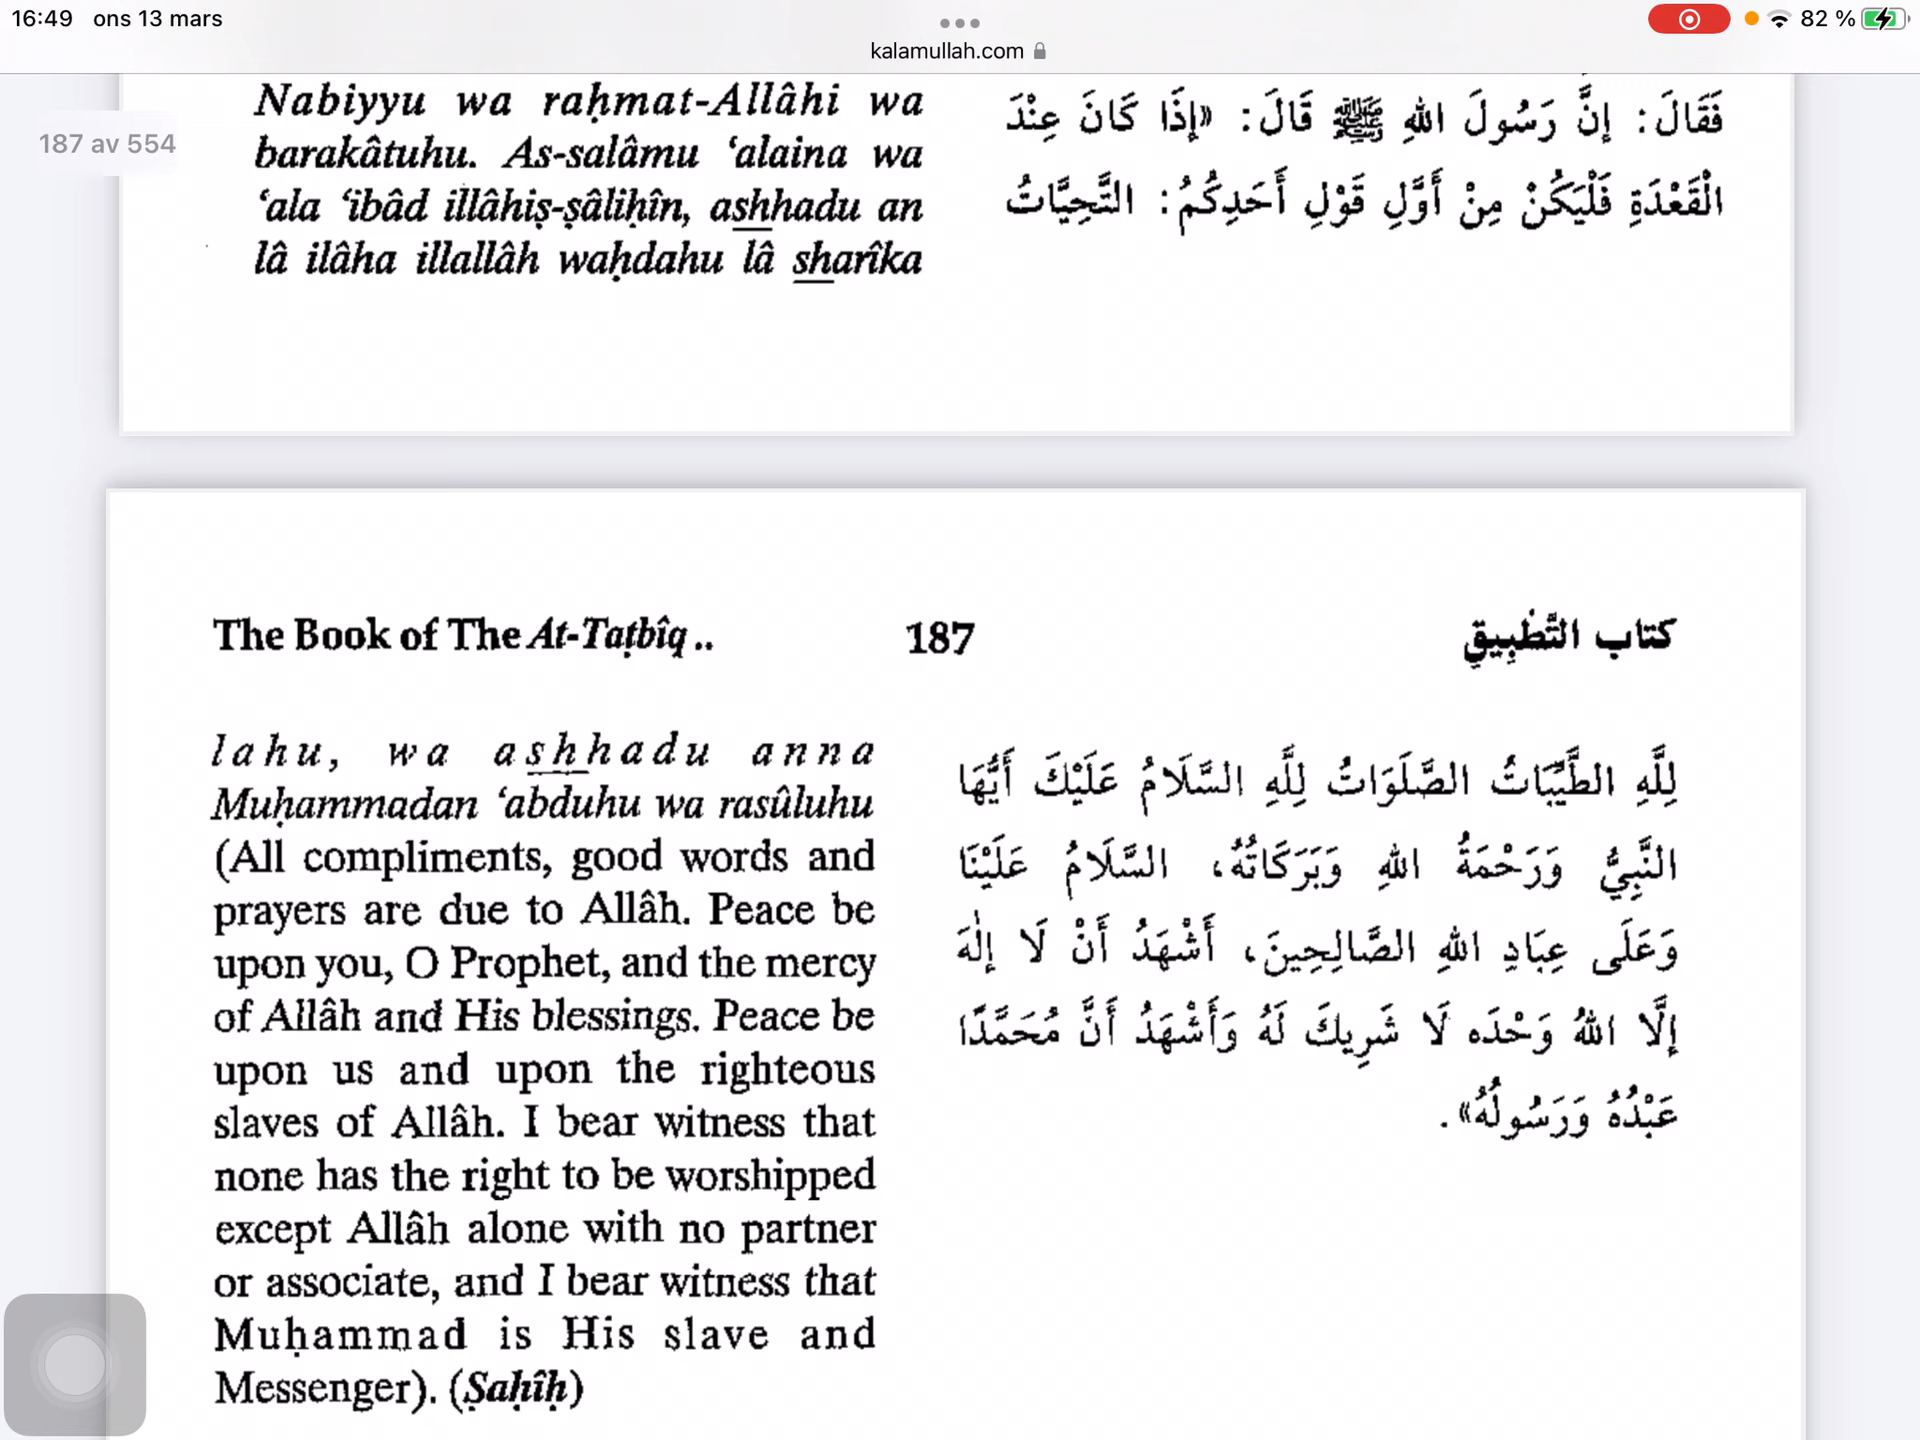 16:49 ons 13 mars
82 %
kalamullah.com
187 av 554
Nabiyyu wa raḥmat-Allâhi wa
barakâtuhu. As-salâmu ‘alaina wa
‘ala ‘ibâd illâhiṣ-ṣâliḥîn, ashhadu an
lâ ilâha illallâh waḥdahu lâ sharîka
فَقَالَ: إِنَّ رَسُولَ اللهِ ﷺ قَالَ: «إِذَا كَانَ عِنْدَ
الْقَعْدَةِ فَلْيَكُنْ مِنْ أَوَّلِ قَوْلِ أَحَدِكُمُ: التَّحِيَّاتُ
The Book of The At-Taṭbîq ..
187
كتاب التَّطْبِيقِ
lahu, wa ashhadu anna
Muḥammadan ‘abduhu wa rasûluhu
(All compliments, good words and
prayers are due to Allâh. Peace be
upon you, O Prophet, and the mercy
of Allâh and His blessings. Peace be
upon us and upon the righteous
slaves of Allâh. I bear witness that
none has the right to be worshipped
except Allâh alone with no partner
or associate, and I bear witness that
Muḥammad is His slave and
Messenger). (Ṣaḥîḥ)
لِلَّهِ الطَّيِّبَاتُ الصَّلَوَاتُ لِلَّهِ السَّلَامُ عَلَيْكَ أَيُّهَا
النَّبِيُّ وَرَحْمَةُ اللهِ وَبَرَكَاتُهُ، السَّلَامُ عَلَيْنَا
وَعَلَى عِبَادِ اللهِ الصَّالِحِينَ، أَشْهَدُ أَنْ لَا إِلٰهَ
إِلَّا اللهُ وَحْدَه لَا شَرِيكَ لَهُ وَأَشْهَدُ أَنَّ مُحَمَّدًا
عَبْدُهُ وَرَسُولُهُ».